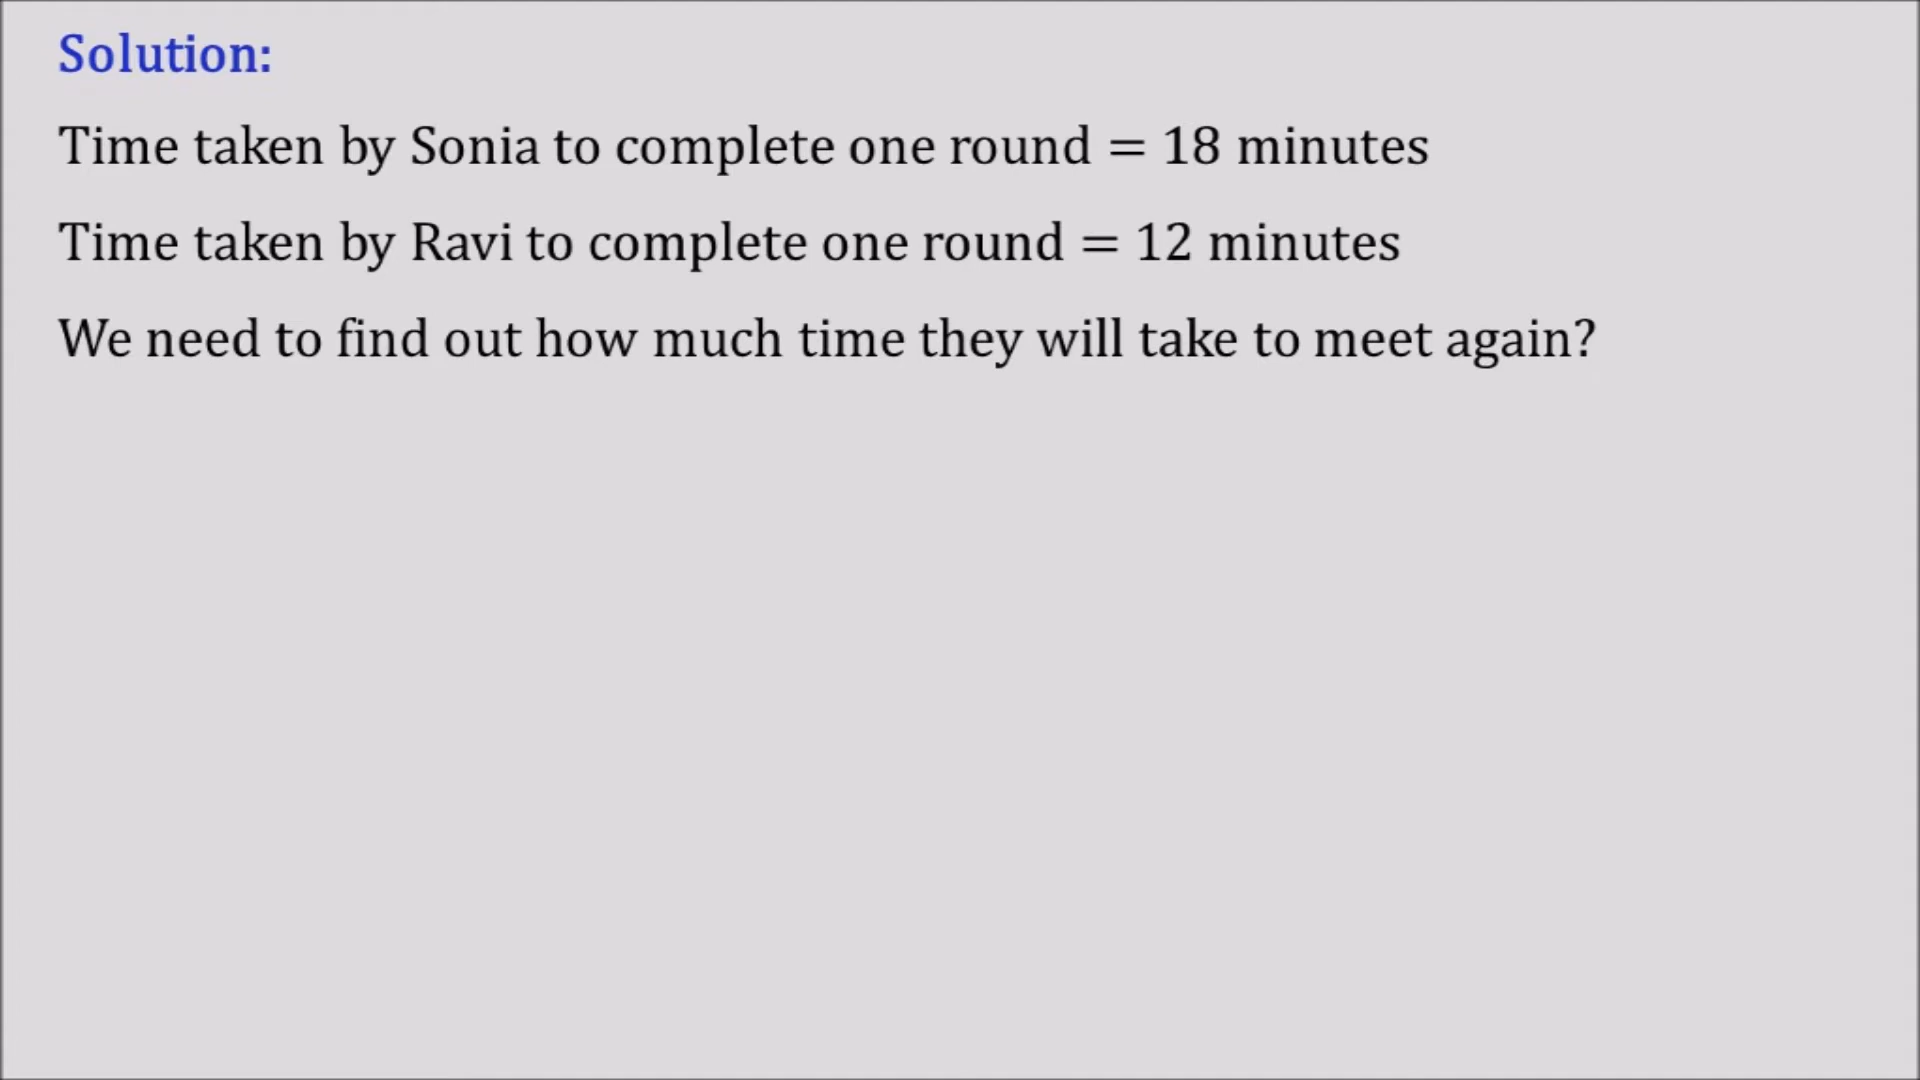 Solution:
Time taken by Sonia to complete one round = 18 minutes
Time taken by Ravi to complete one round = 12 minutes
We need to find out how much time they will take to meet again?